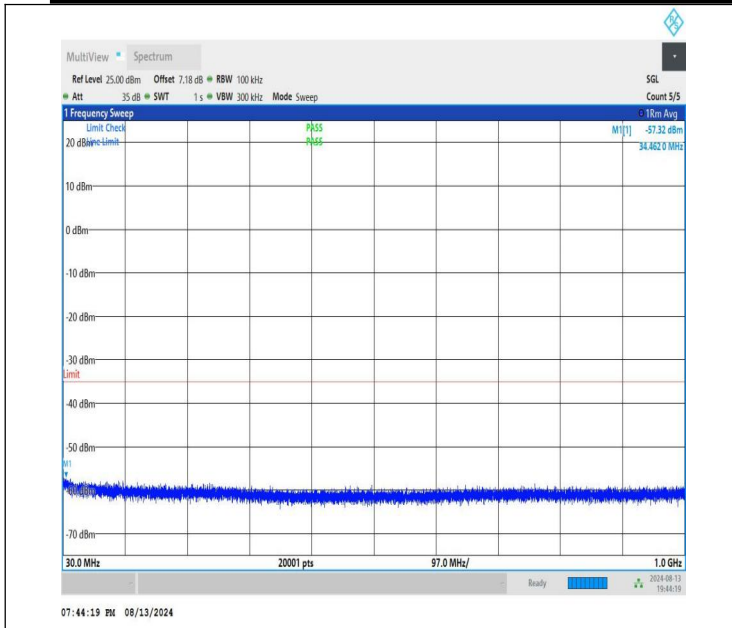 R&S
MultiView Spectrum
Ref Level 25.00 dBm Offset 7.18 dB RBW 100 kHz SGL
Att 35 dB SWT 1 s VBW 300 kHz Mode Sweep Count 5/5
1 Frequency Sweep 1Rm Avg
Limit Check PASS M1[1] -57.32 dBm
20 dBm Line Limit PASS 34.462 0 MHz
10 dBm
0 dBm
-10 dBm
-20 dBm
-30 dBm
Limit
-40 dBm
-50 dBm
M1
-60 dBm
-70 dBm
30.0 MHz 20001 pts 97.0 MHz/ 1.0 GHz
Ready 2024-08-13
19:44:19
07:44:19 PM 08/13/2024